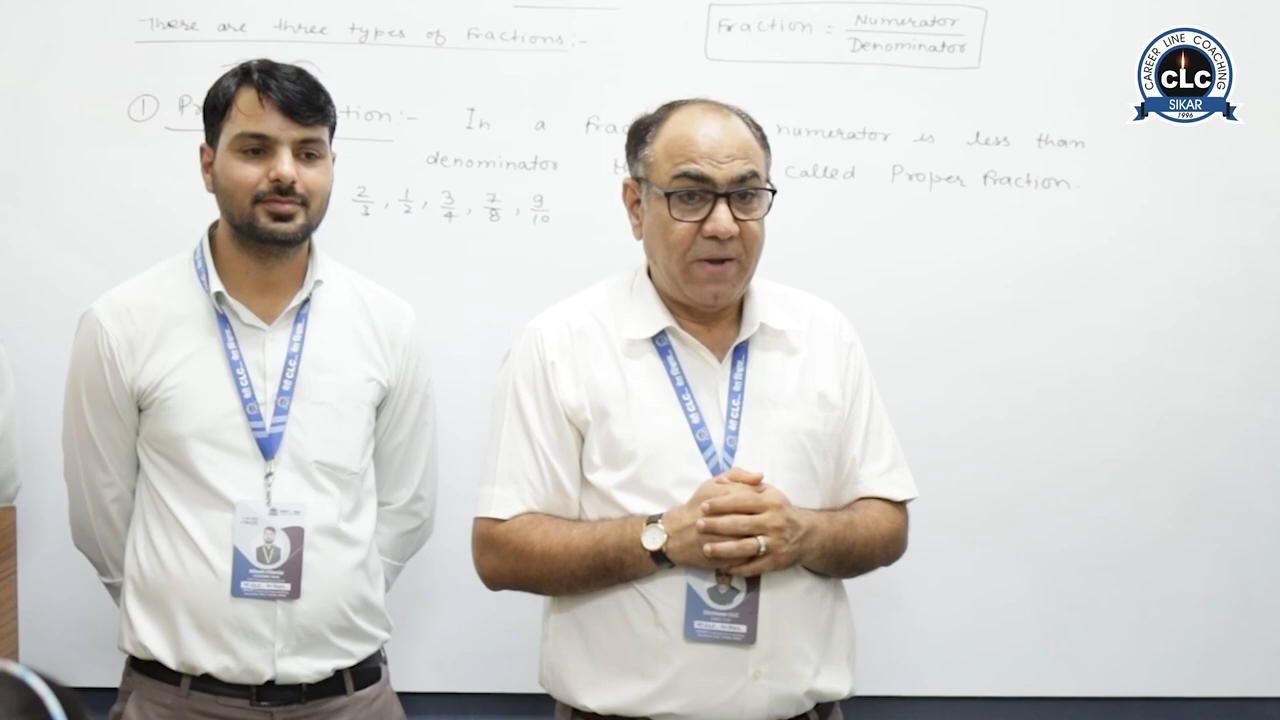 There are three types of Fractions:-
Fraction = Numerator / Denominator
① Pr tion:- In a frac numerator is less than
denominator th called Proper fraction.
2/3 , 1/2 , 3/4 , 7/8 , 9/10
CAREER LINE COACHING
CLC
SIKAR
1996